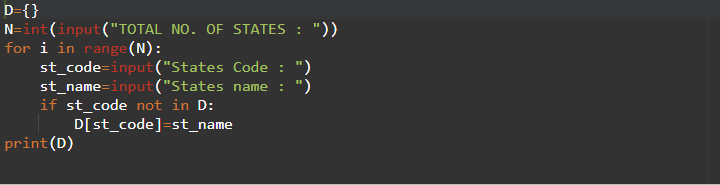 D={}
N=int(input("TOTAL NO. OF STATES : "))
for i in range(N):
    st_code=input("States Code : ")
    st_name=input("States name : ")
    if st_code not in D:
        D[st_code]=st_name
print(D)